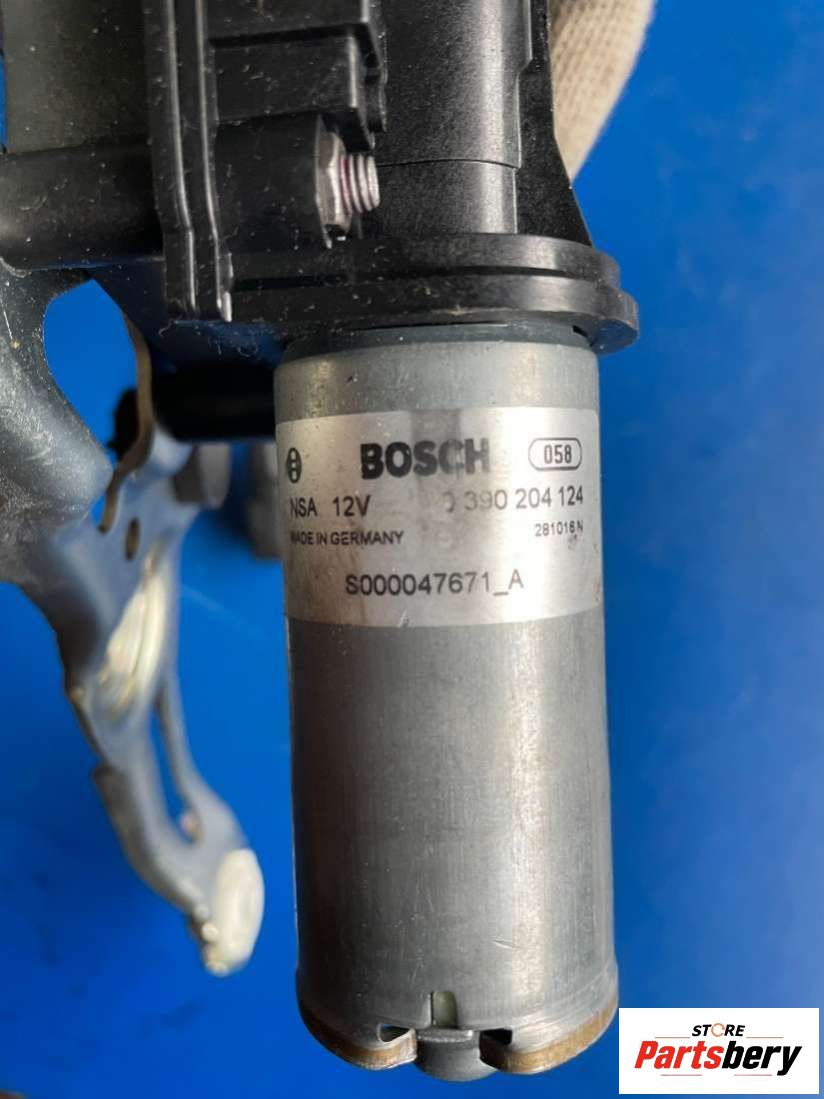 BOSCH 058
NSA 12V 0 390 204 124
MADE IN GERMANY 281016 N
S000047671_A
STORE
Partsbery